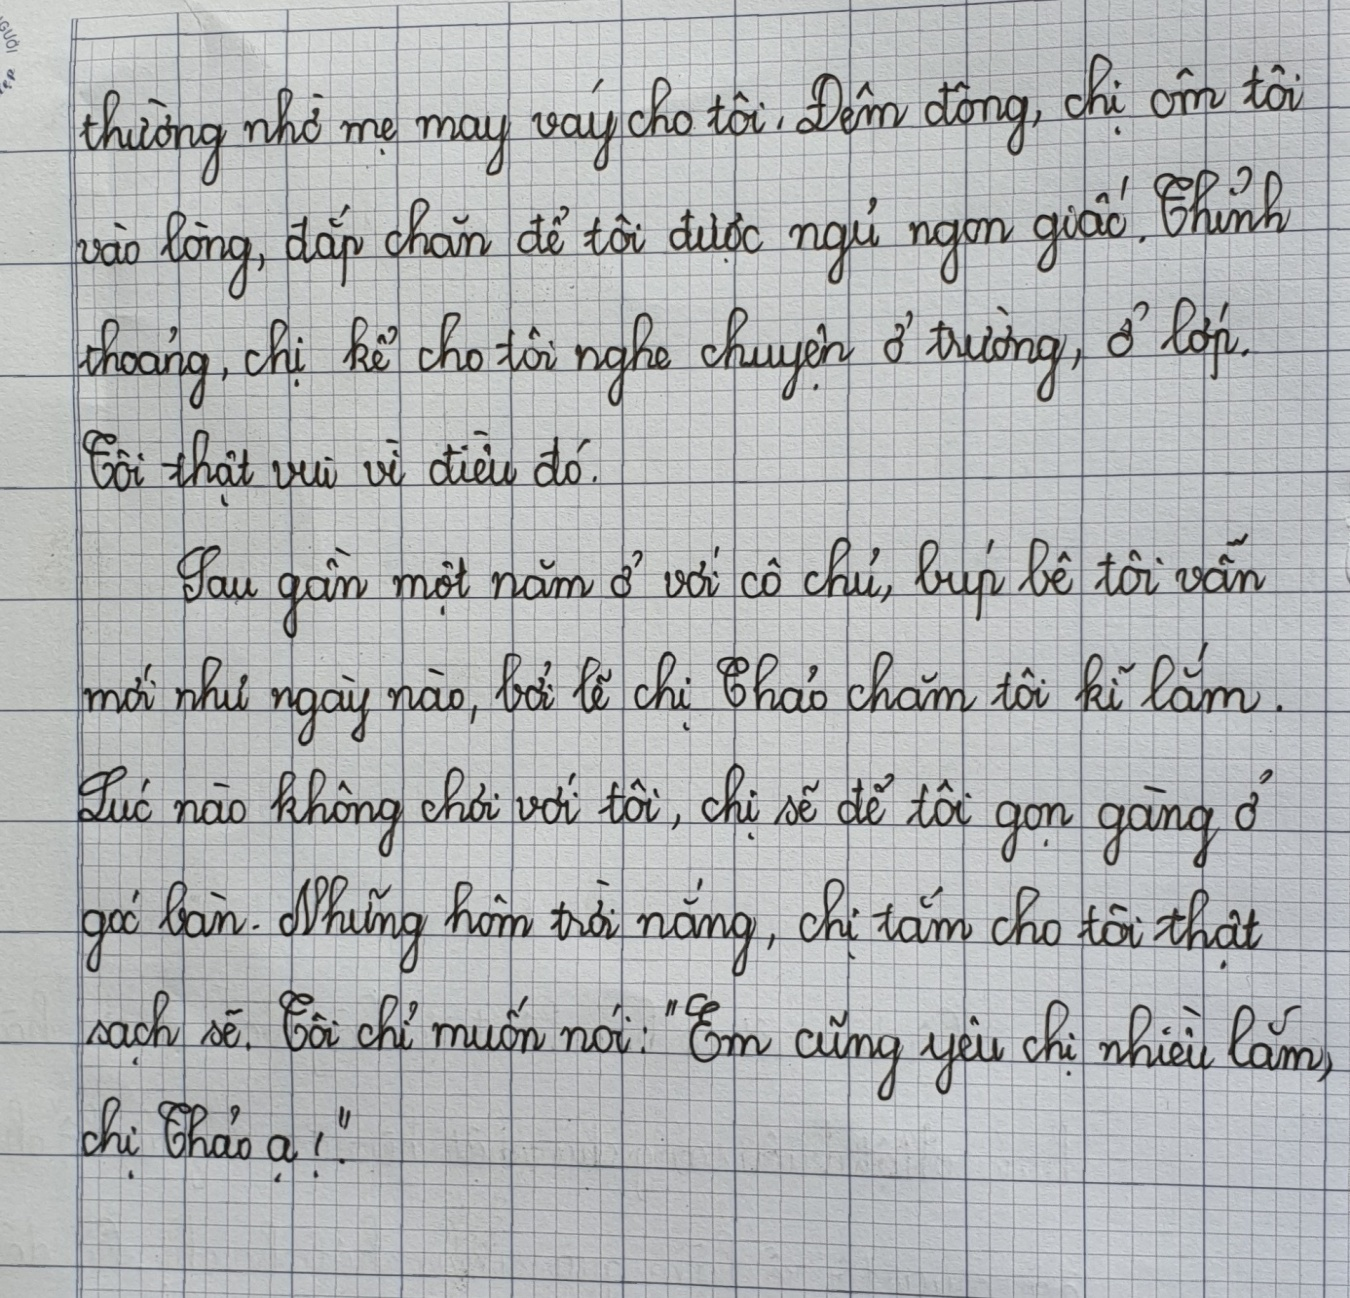 NGƯỜI
ĐẸP
thường nhờ mẹ may váy cho tôi. Đêm đông, chị ôm tôi
vào lòng, đắp chăn để tôi được ngủ ngon giấc. Thỉnh
thoảng, chị kể cho tôi nghe chuyện ở trường, ở lớp.
Tôi thật vui vì điều đó.
Sau gần một năm ở với cô chủ, búp bê tôi vẫn
mới như ngày nào, bởi lẽ chị Thảo chăm tôi kĩ lắm.
Lúc nào không chơi với tôi, chị sẽ để tôi gọn gàng ở
góc bàn. Những hôm trời nắng, chị tắm cho tôi thật
sạch sẽ. Tôi chỉ muốn nói: "Em cũng yêu chị nhiều lắm,
chị Thảo ạ!"